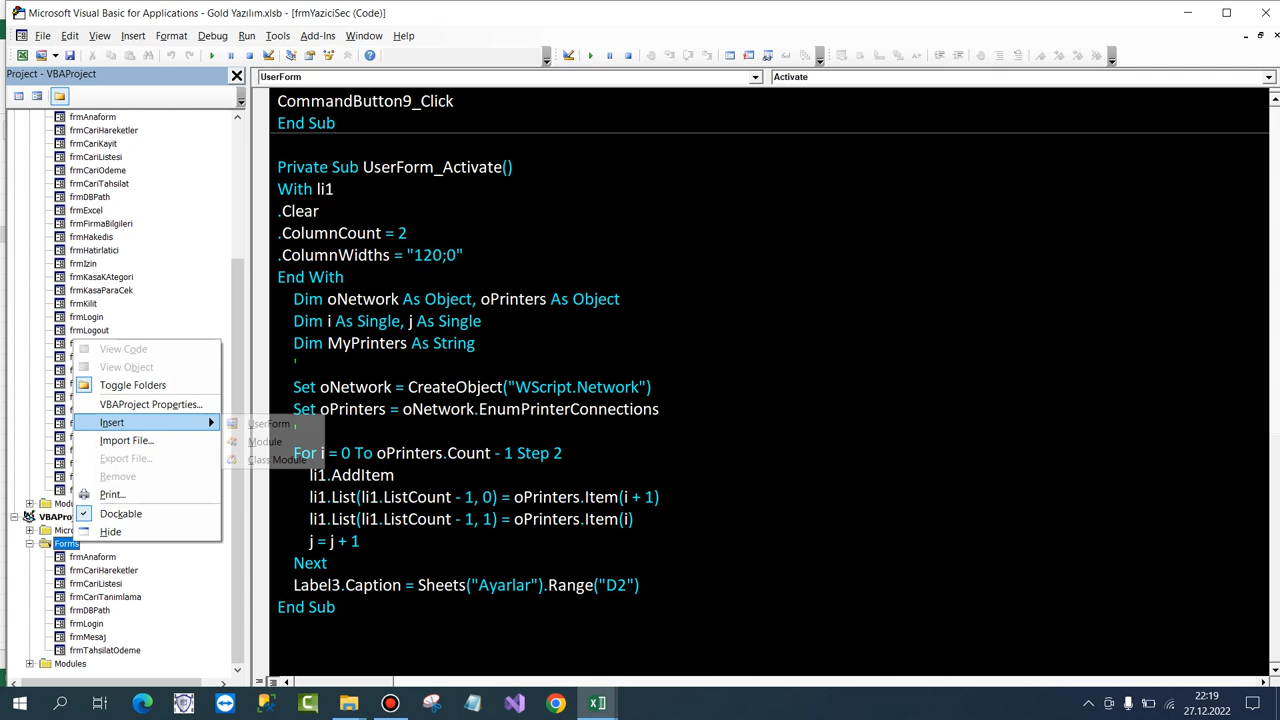 Microsoft Visual Basic for Applications - Gold Yazılım.xlsb - [frmYaziciSec (Code)]
File Edit View Insert Format Debug Run Tools Add-Ins Window Help
Project - VBAProject
UserForm
Activate
frmAnaform
frmCariHareketler
frmCariKayit
frmCariListesi
frmCariOdeme
frmCariTahsilat
frmDBPath
frmExcel
frmFirmaBilgileri
frmHakedis
frmHatirlatici
frmIzin
frmKasaKAtegori
frmKasaParaCek
frmKilit
frmLogin
frmLogout
View Code
View Object
Toggle Folders
VBAProject Properties...
Insert
Import File...
Export File...
Remove
Print...
Dockable
Hide
UserForm
Module
Class Module
Forms
frmAnaform
frmCariHareketler
frmCariListesi
frmCariTanimlama
frmDBPath
frmLogin
frmMesaj
frmTahsilatOdeme
Modules
CommandButton9_Click
End Sub
Private Sub UserForm_Activate()
With li1
.Clear
.ColumnCount = 2
.ColumnWidths = "120;0"
End With
Dim oNetwork As Object, oPrinters As Object
Dim i As Single, j As Single
Dim MyPrinters As String
'
Set oNetwork = CreateObject("WScript.Network")
Set oPrinters = oNetwork.EnumPrinterConnections
'
For i = 0 To oPrinters.Count - 1 Step 2
li1.AddItem
li1.List(li1.ListCount - 1, 0) = oPrinters.Item(i + 1)
li1.List(li1.ListCount - 1, 1) = oPrinters.Item(i)
j = j + 1
Next
Label3.Caption = Sheets("Ayarlar").Range("D2")
End Sub
22:19
27.12.2022